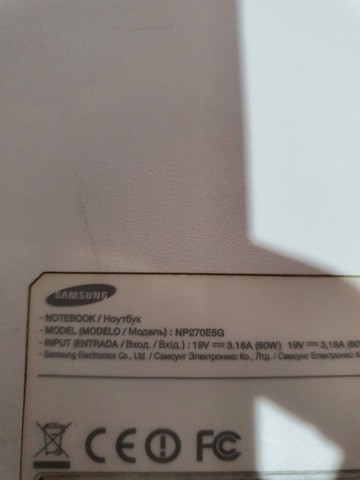 SAMSUNG
· NOTEBOOK / Ноутбук
· MODEL (MODELO / Модель) : NP270E5G
· INPUT (ENTRADA / Вход. / Вхід.) : 19V 3.16A (60W) 19V 3.16A (60
· Samsung Electronics Co., Ltd. / Самсунг Электроникс Ко., Лтд. / Самсунг Електронікс
CE FC